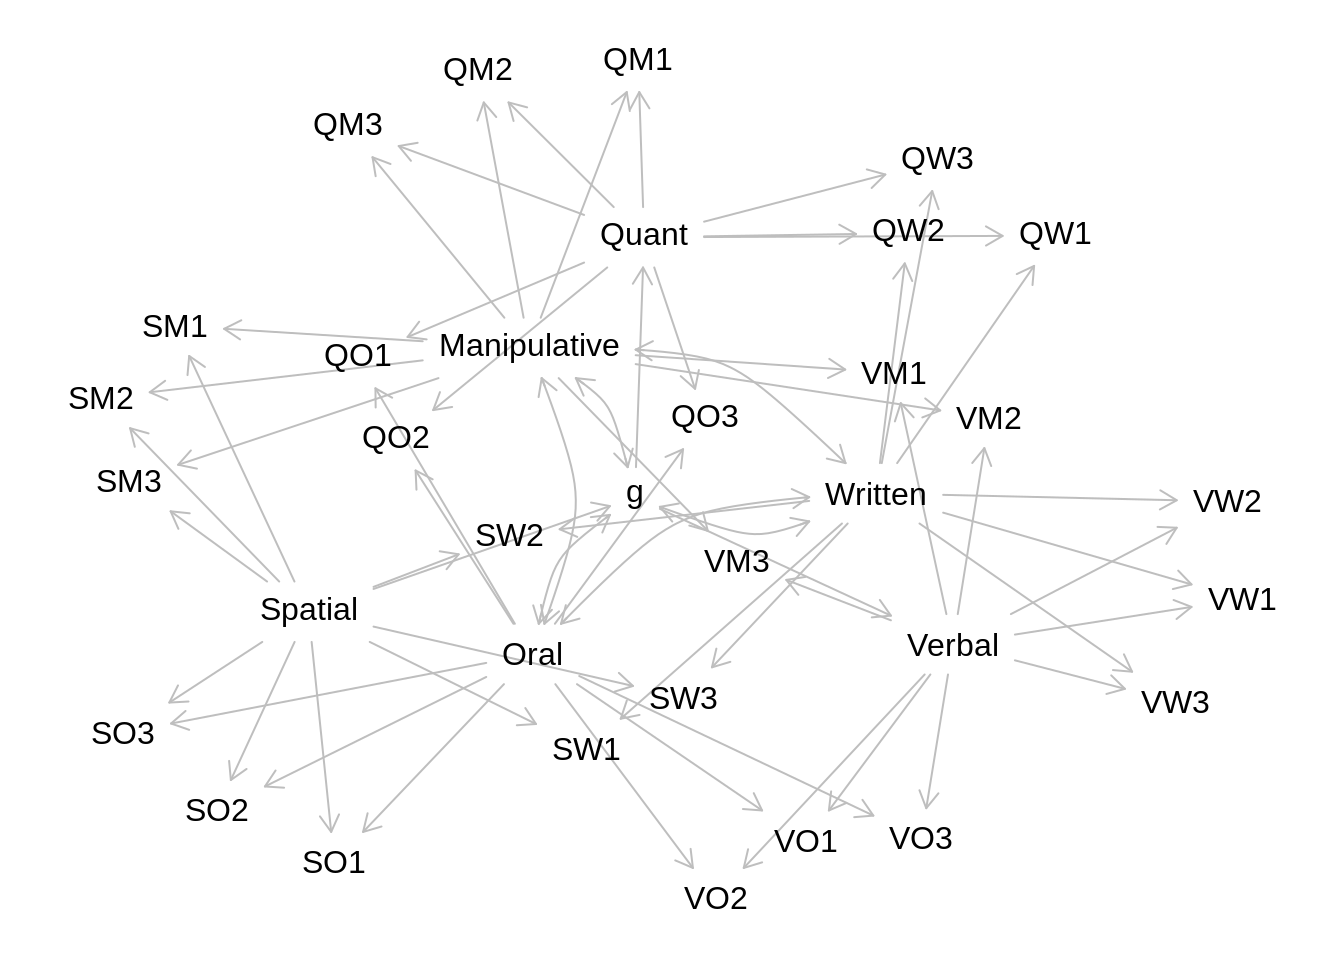 QM1
QM2
QM3
QW3
Quant
QW2
QW1
SM1
Manipulative
QO1
VM1
SM2
QO3
VM2
QO2
SM3
g
Written
VW2
SW2
VM3
VW1
Spatial
Verbal
Oral
SW3
VW3
SO3
SW1
SO2
VO3
VO1
SO1
VO2